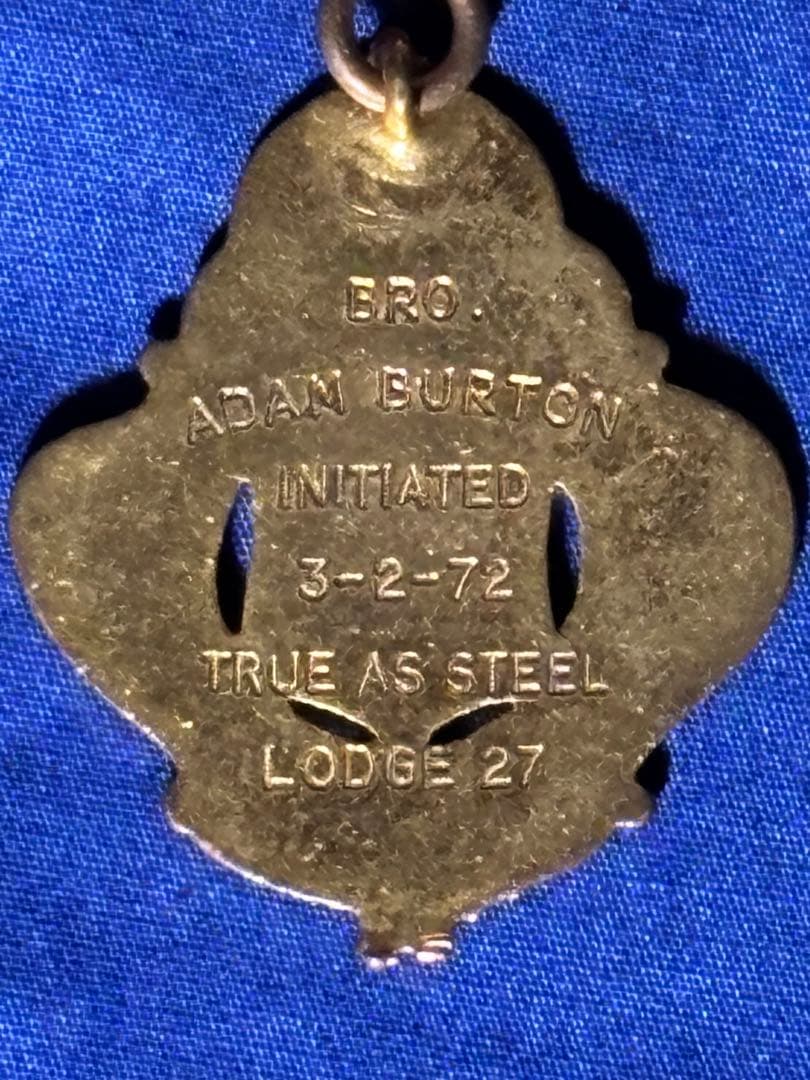 BRO.
ADAM BURTON
INITIATED
3-2-72
TRUE AS STEEL
LODGE 27